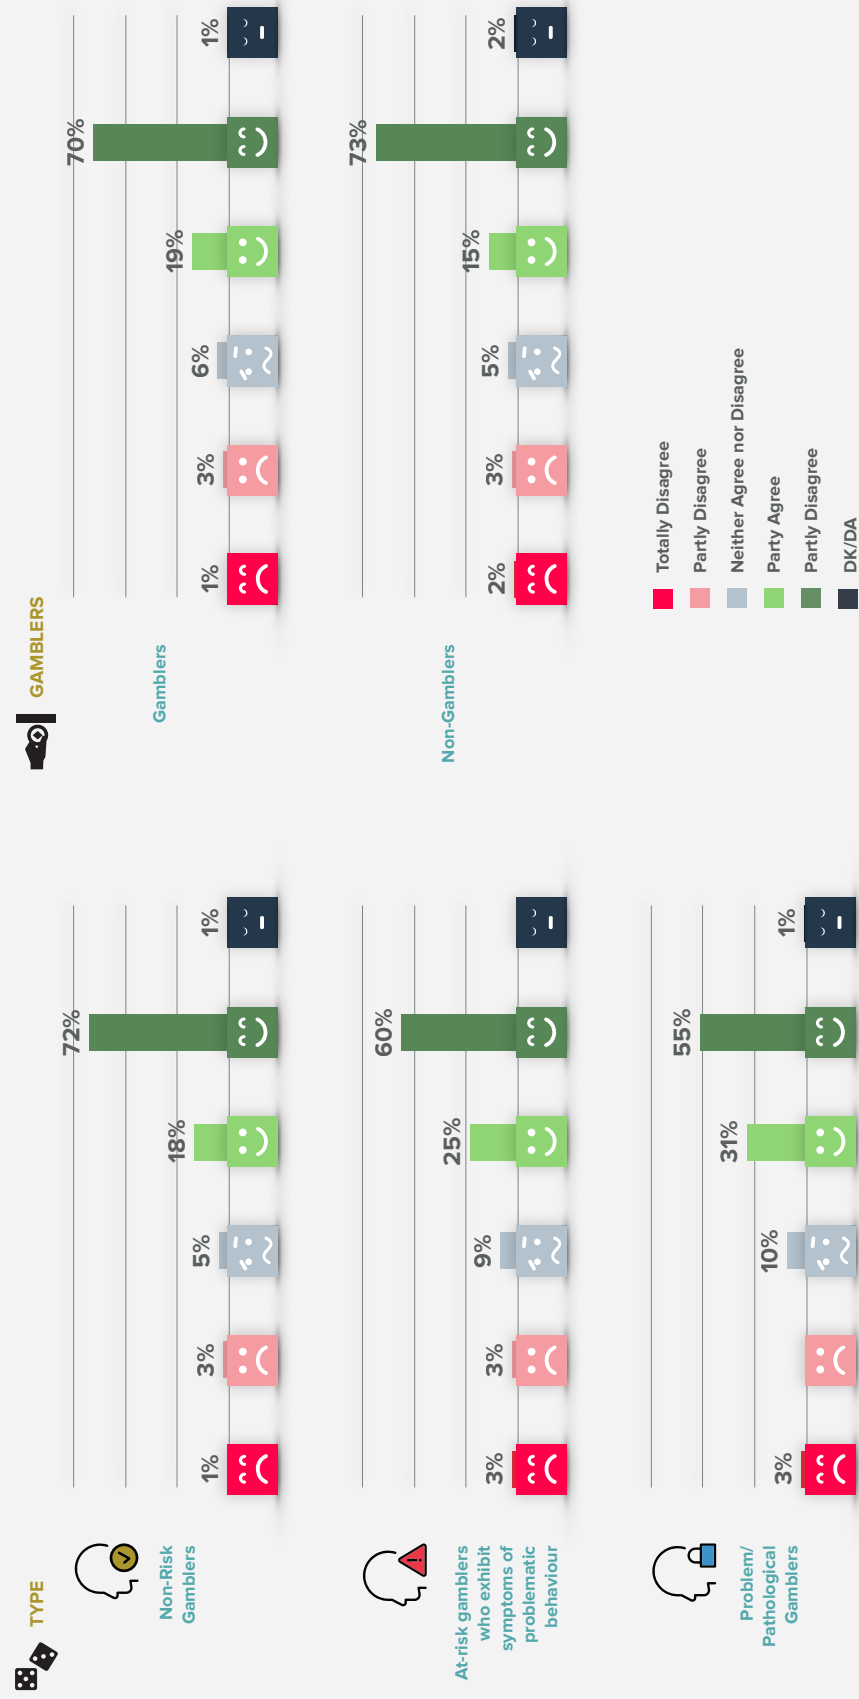 TYPE
Non-Risk
Gamblers
1%
3%
5%
18%
72%
1%
At-risk gamblers
who exhibit
symptoms of
problematic
behaviour
3%
3%
9%
25%
60%
Problem/
Pathological
Gamblers
3%
10%
31%
55%
1%
GAMBLERS
Gamblers
1%
3%
6%
19%
70%
1%
Non-Gamblers
2%
3%
5%
15%
73%
2%
Totally Disagree
Partly Disagree
Neither Agree nor Disagree
Party Agree
Partly Disagree
DK/DA